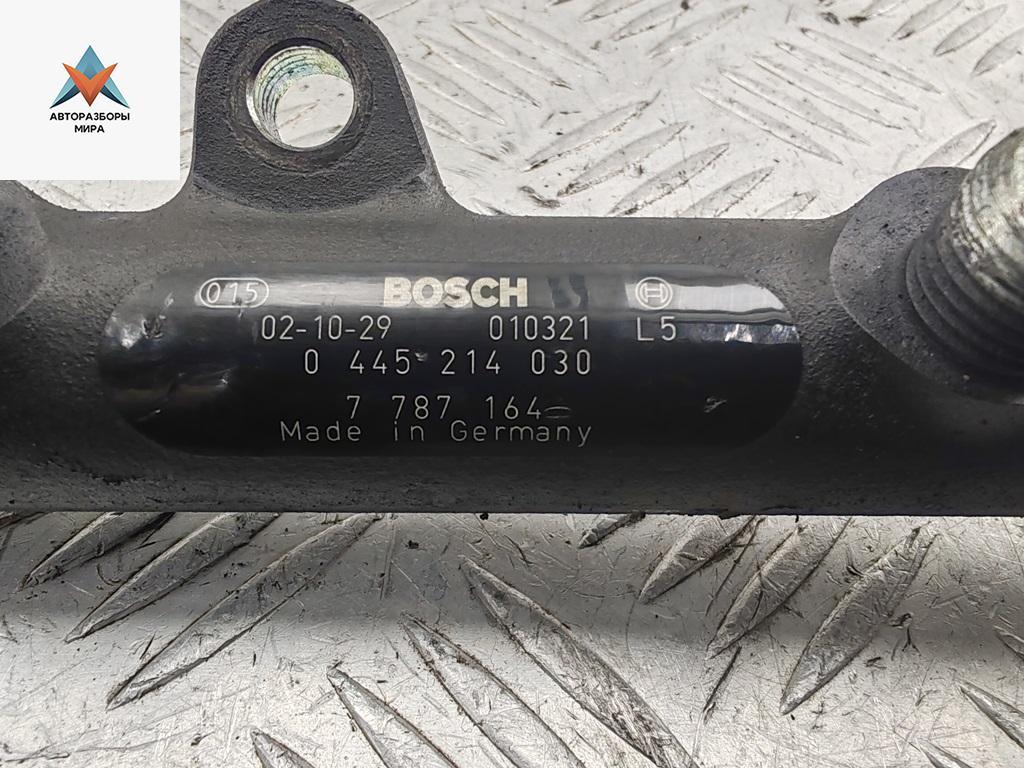 АВТОРАЗБОРЫ
МИРА
015 BOSCH
02-10-29 010321 L5
0 445 214 030
7 787 164
Made in Germany